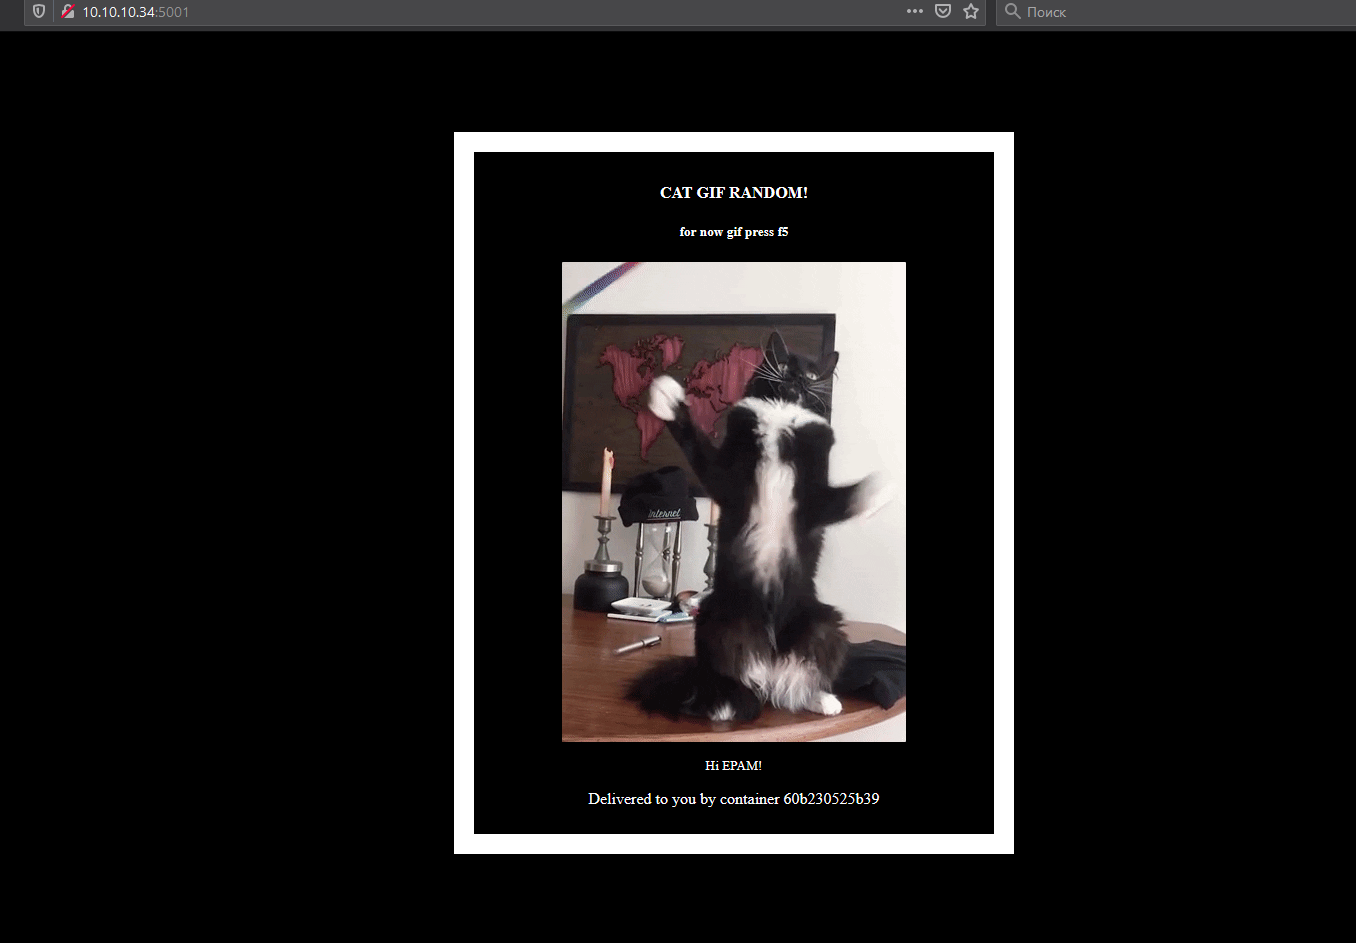 10.10.10.34:5001
Поиск
CAT GIF RANDOM!
for now gif press f5
internet
Hi EPAM!
Delivered to you by container 60b230525b39